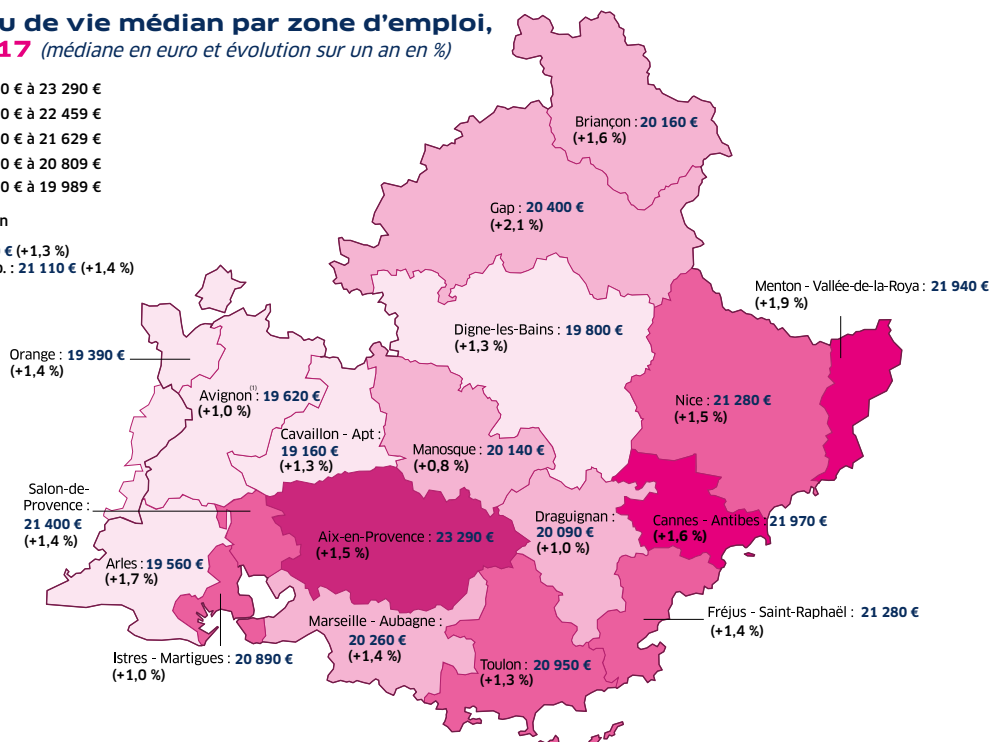 u de vie médian par zone d’emploi,
17 (médiane en euro et évolution sur un an en %)
0 € à 23 290 €
0 € à 22 459 €
0 € à 21 629 €
0 € à 20 809 €
0 € à 19 989 €
n
€ (+1,3 %)
. : 21 110 € (+1,4 %)
Briançon : 20 160 €
(+1,6 %)
Gap : 20 400 €
(+2,1 %)
Menton - Vallée-de-la-Roya : 21 940 €
(+1,9 %)
Digne-les-Bains : 19 800 €
(+1,3 %)
Orange : 19 390 €
(+1,4 %)
Avignon(1) : 19 620 €
(+1,0 %)
Nice : 21 280 €
(+1,5 %)
Cavaillon - Apt :
19 160 €
(+1,3 %)
Manosque : 20 140 €
(+0,8 %)
Salon-de-
Provence :
21 400 €
(+1,4 %)
Draguignan :
20 090 €
(+1,0 %)
Cannes - Antibes : 21 970 €
(+1,6 %)
Aix-en-Provence : 23 290 €
(+1,5 %)
Arles : 19 560 €
(+1,7 %)
Fréjus - Saint-Raphaël : 21 280 €
(+1,4 %)
Marseille - Aubagne :
20 260 €
(+1,4 %)
Istres - Martigues : 20 890 €
(+1,0 %)
Toulon : 20 950 €
(+1,3 %)